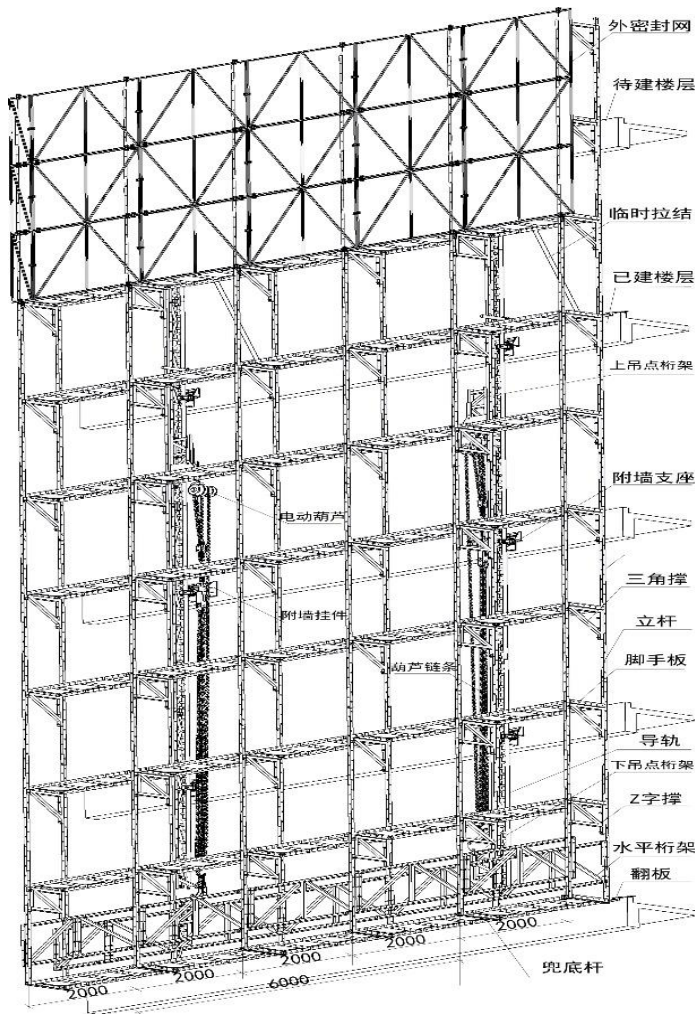 外密封网
待建楼层
临时拉结
已建楼层
上吊点桁架
附墙支座
电动葫芦
三角撑
附墙挂件
立杆
葫芦链条
脚手板
导轨
下吊点桁架
Z字撑
水平桁架
翻板
2000
2000
2000
2000
2000
6000
兜底杆